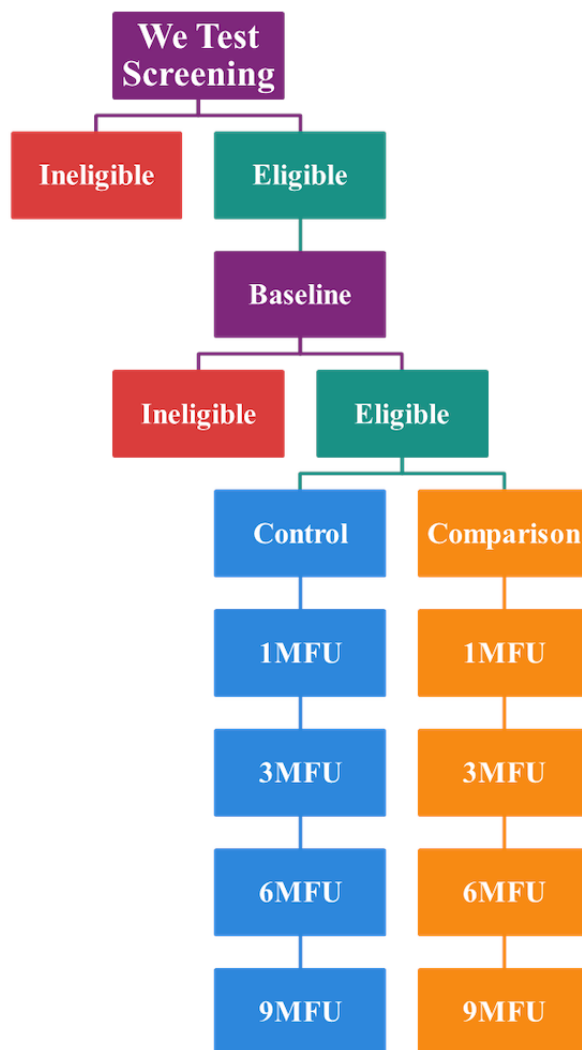 We Test
Screening
Ineligible
Eligible
Baseline
Ineligible
Eligible
Control
Comparison
1MFU
1MFU
3MFU
3MFU
6MFU
6MFU
9MFU
9MFU